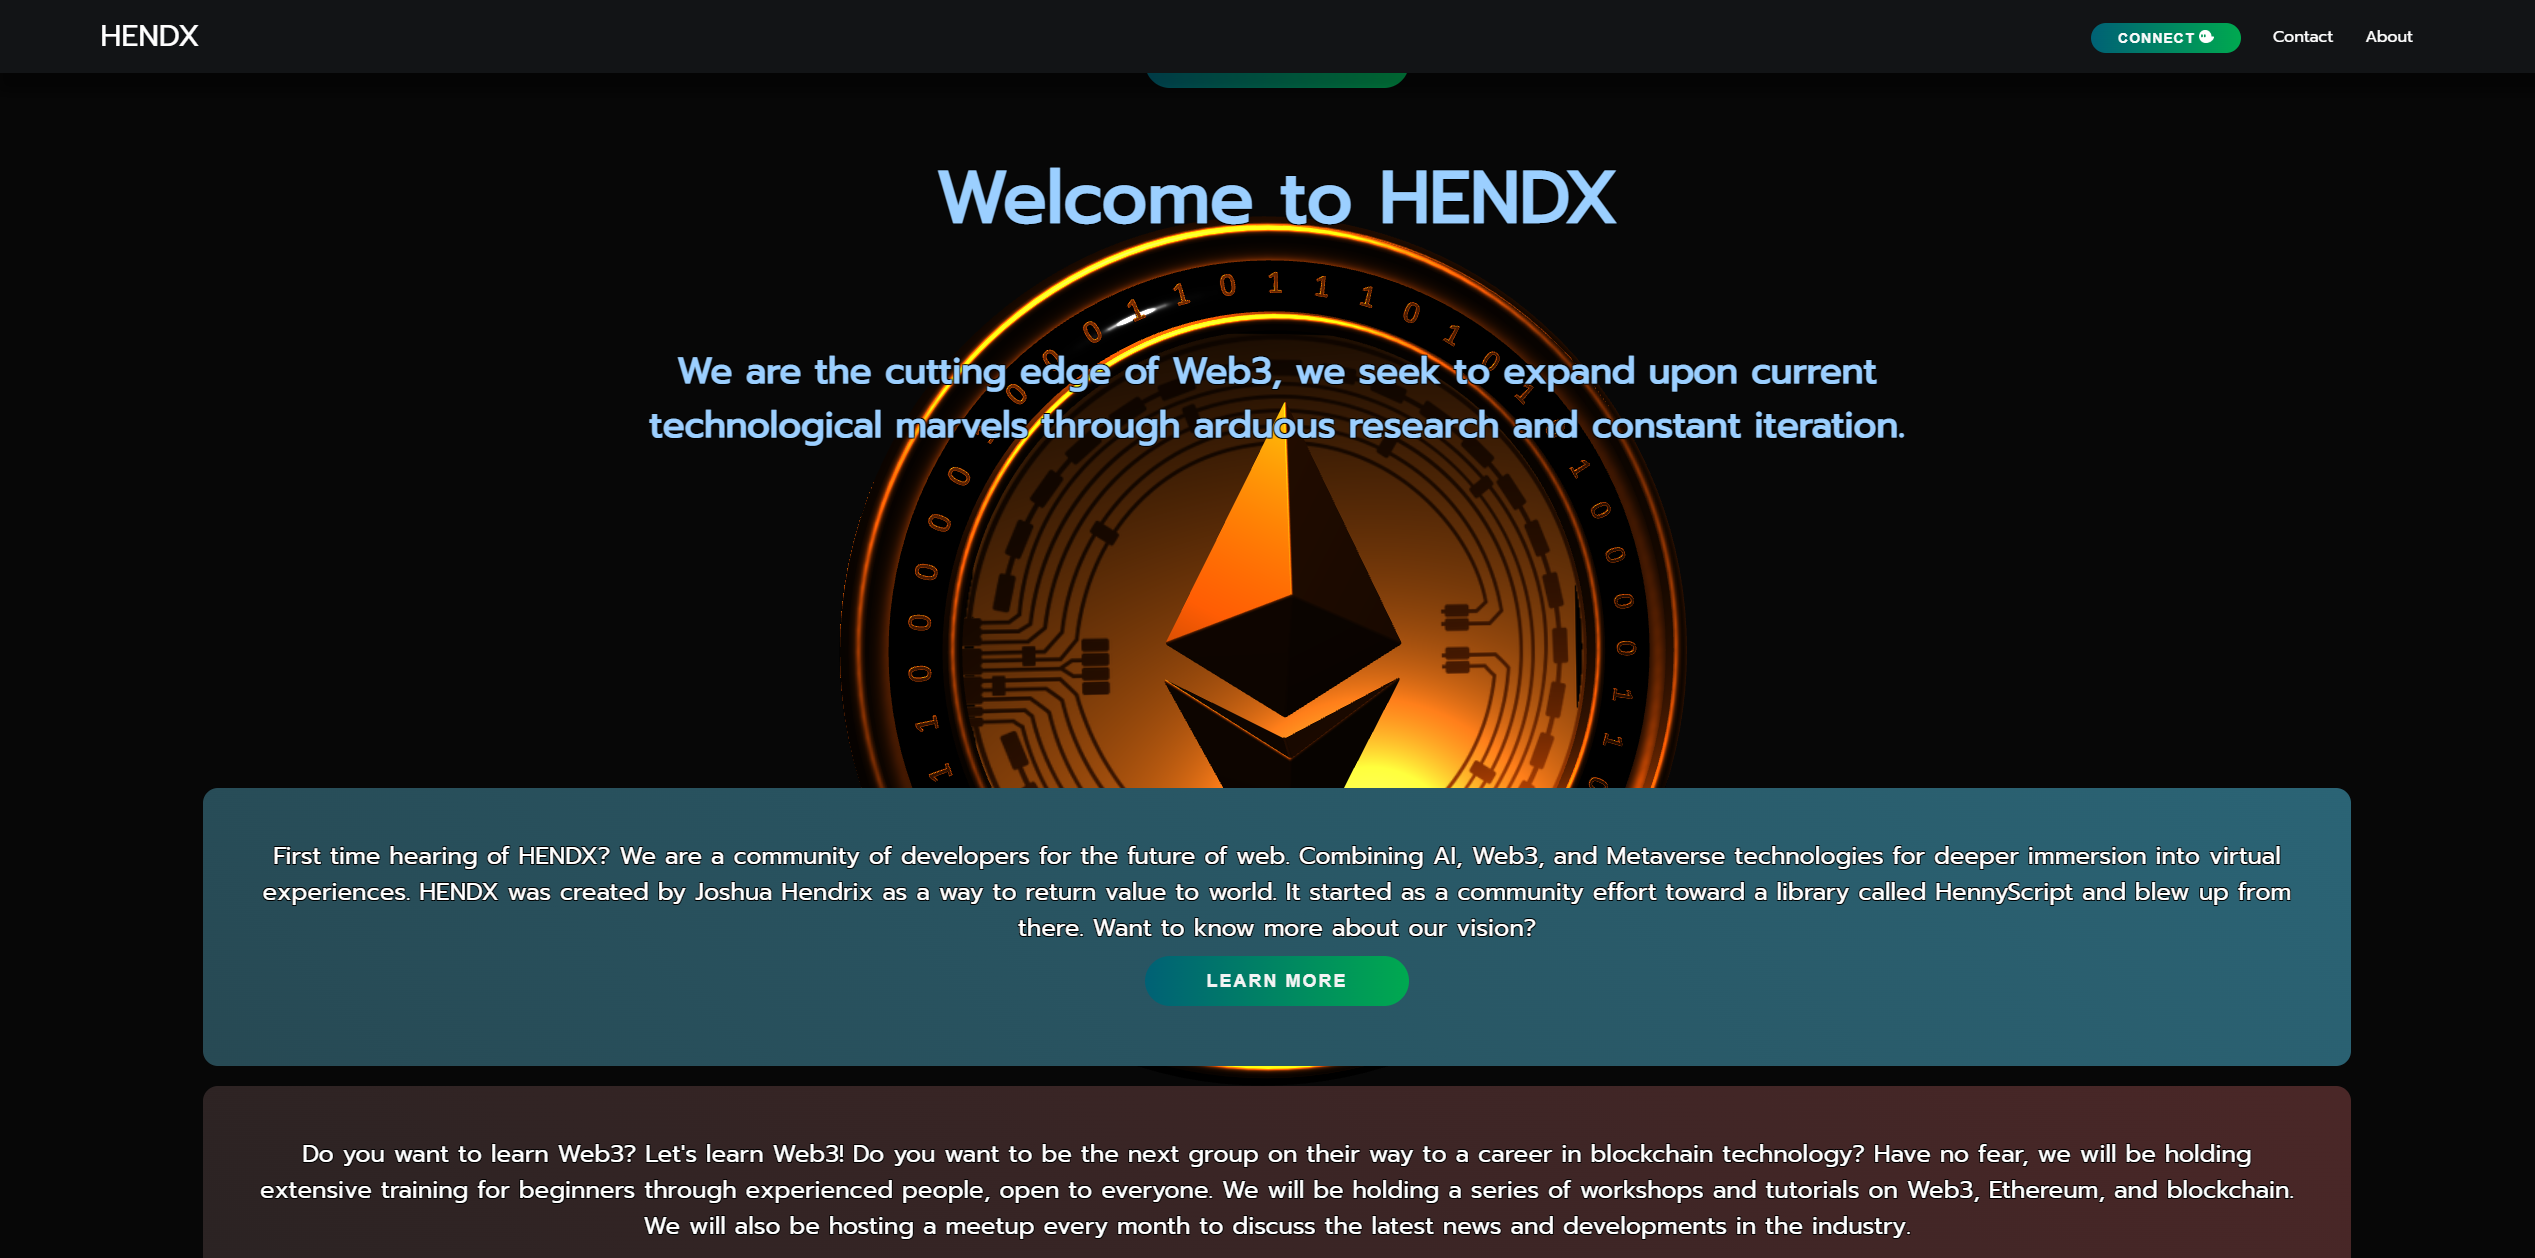 HENDX
CONNECT
Contact
About
Welcome to HENDX
We are the cutting edge of Web3, we seek to expand upon current
technological marvels through arduous research and constant iteration.
First time hearing of HENDX? We are a community of developers for the future of web. Combining AI, Web3, and Metaverse technologies for deeper immersion into virtual
experiences. HENDX was created by Joshua Hendrix as a way to return value to world. It started as a community effort toward a library called HennyScript and blew up from
there. Want to know more about our vision?
LEARN MORE
Do you want to learn Web3? Let's learn Web3! Do you want to be the next group on their way to a career in blockchain technology? Have no fear, we will be holding
extensive training for beginners through experienced people, open to everyone. We will be holding a series of workshops and tutorials on Web3, Ethereum, and blockchain.
We will also be hosting a meetup every month to discuss the latest news and developments in the industry.